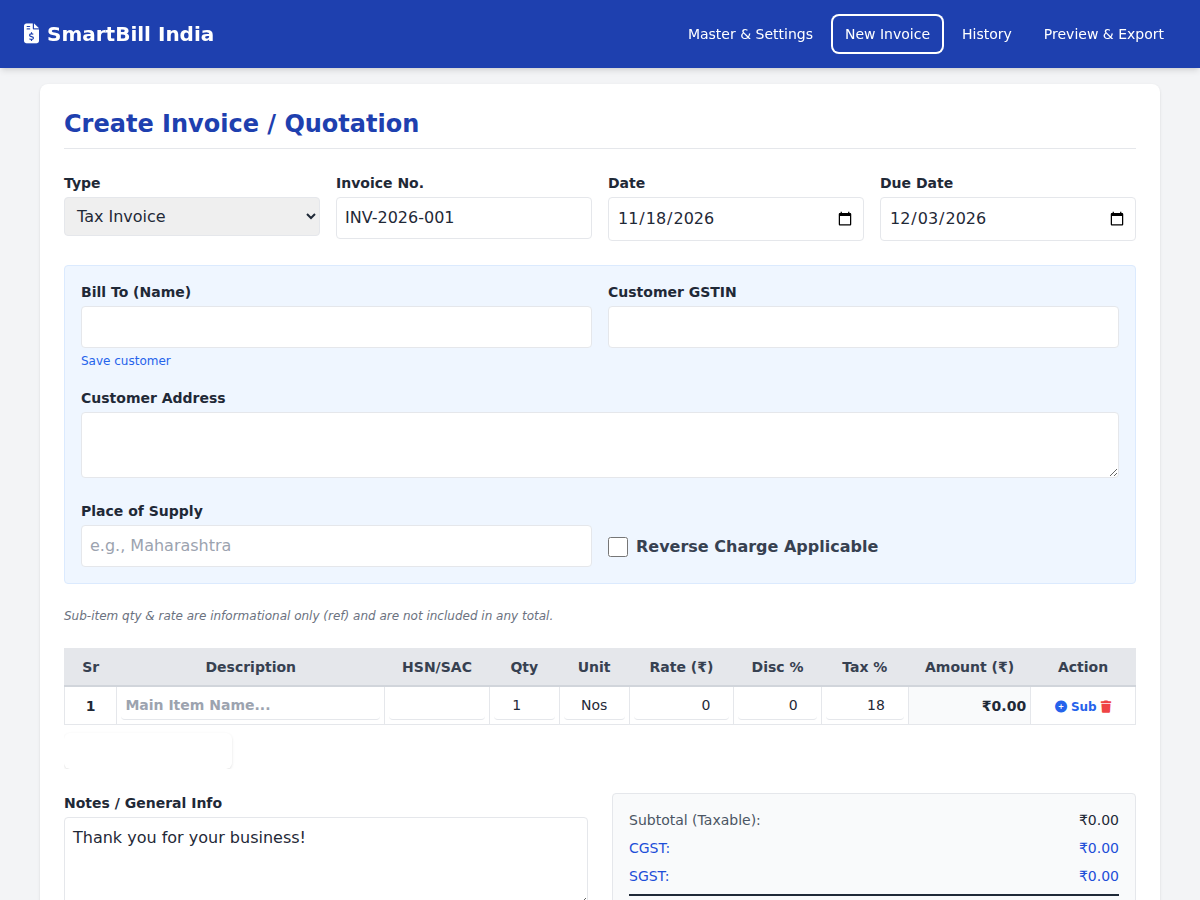 SmartBill India
Master & Settings
New Invoice
History
Preview & Export
Create Invoice / Quotation
Type
Invoice No.
Date
Due Date
Tax Invoice
INV-2026-001
11/18/2026
12/03/2026
Bill To (Name)
Customer GSTIN
Save customer
Customer Address
Place of Supply
e.g., Maharashtra
Reverse Charge Applicable
Sub-item qty & rate are informational only (ref) and are not included in any total.
Sr Description HSN/SAC Qty Unit Rate (₹) Disc % Tax % Amount (₹) Action
1 Main Item Name... 1 Nos 0 0 18 ₹0.00 Sub
Notes / General Info
Thank you for your business!
Subtotal (Taxable): ₹0.00
CGST: ₹0.00
SGST: ₹0.00